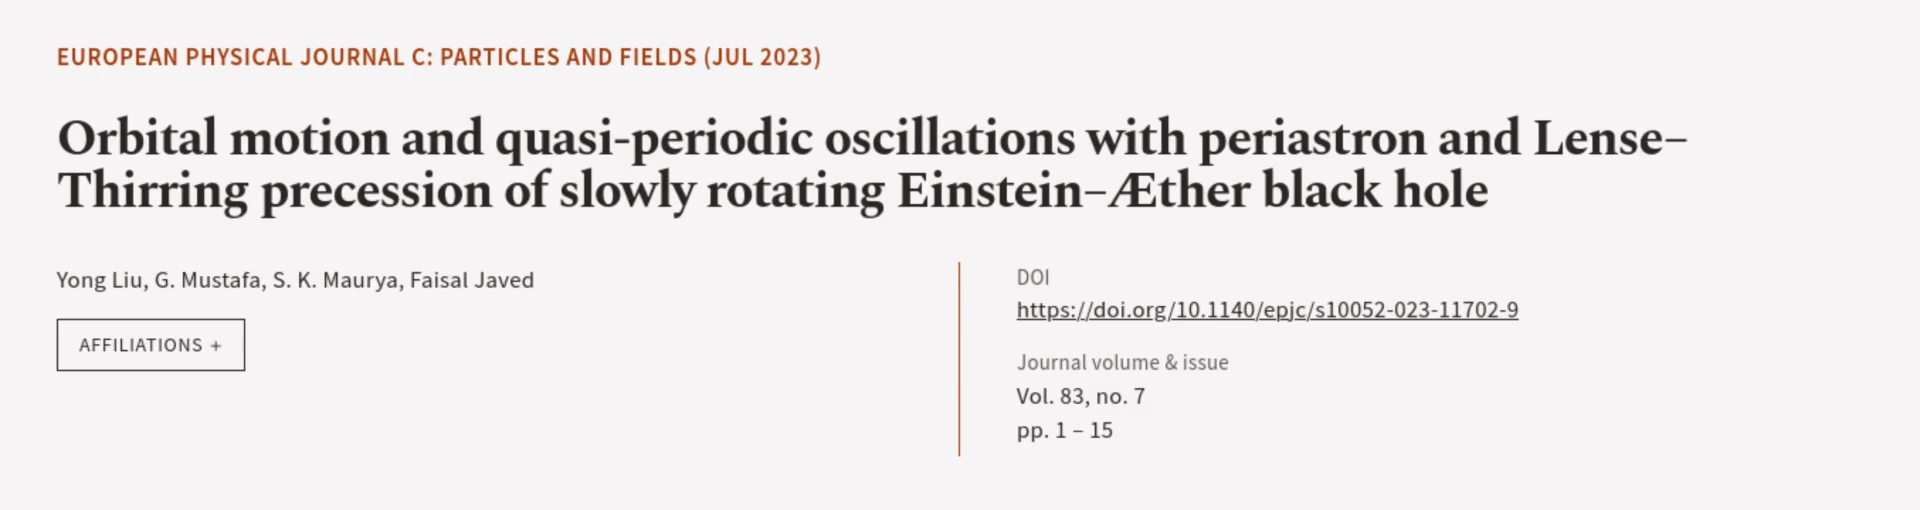 EUROPEAN PHYSICAL JOURNAL C: PARTICLES AND FIELDS (JUL 2023)
Orbital motion and quasi-periodic oscillations with periastron and Lense–
Thirring precession of slowly rotating Einstein–Æther black hole
Yong Liu, G. Mustafa, S. K. Maurya, Faisal Javed
AFFILIATIONS +
DOI
https://doi.org/10.1140/epjc/s10052-023-11702-9
Journal volume & issue
Vol. 83, no. 7
pp. 1 – 15